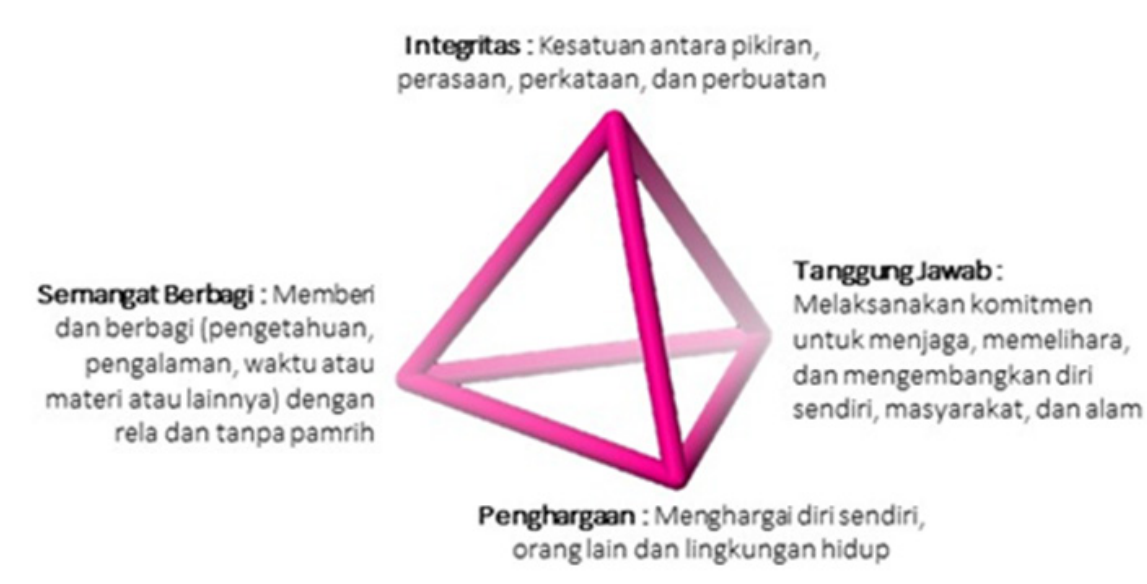 Integritas : Kesatuan antara pikiran,
perasaan, perkataan, dan perbuatan
Semangat Berbagi : Memberi
dan berbagi (pengetahuan,
pengalaman, waktu atau
materi atau lainnya) dengan
rela dan tanpa pamrih
Tanggung Jawab :
Melaksanakan komitmen
untuk menjaga, memelihara,
dan mengembangkan diri
sendiri, masyarakat, dan alam
Penghargaan : Menghargai diri sendiri,
orang lain dan lingkungan hidup